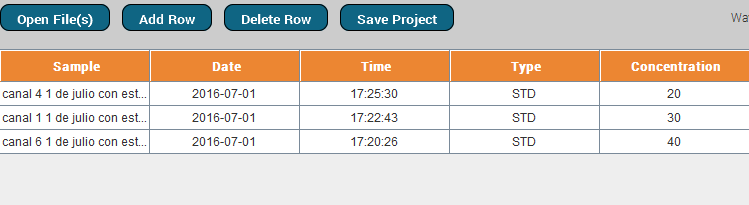 Open File(s) Add Row Delete Row Save Project
Sample Date Time Type Concentration
canal 4 1 de julio con est... 2016-07-01 17:25:30 STD 20
canal 1 1 de julio con est... 2016-07-01 17:22:43 STD 30
canal 6 1 de julio con est... 2016-07-01 17:20:26 STD 40